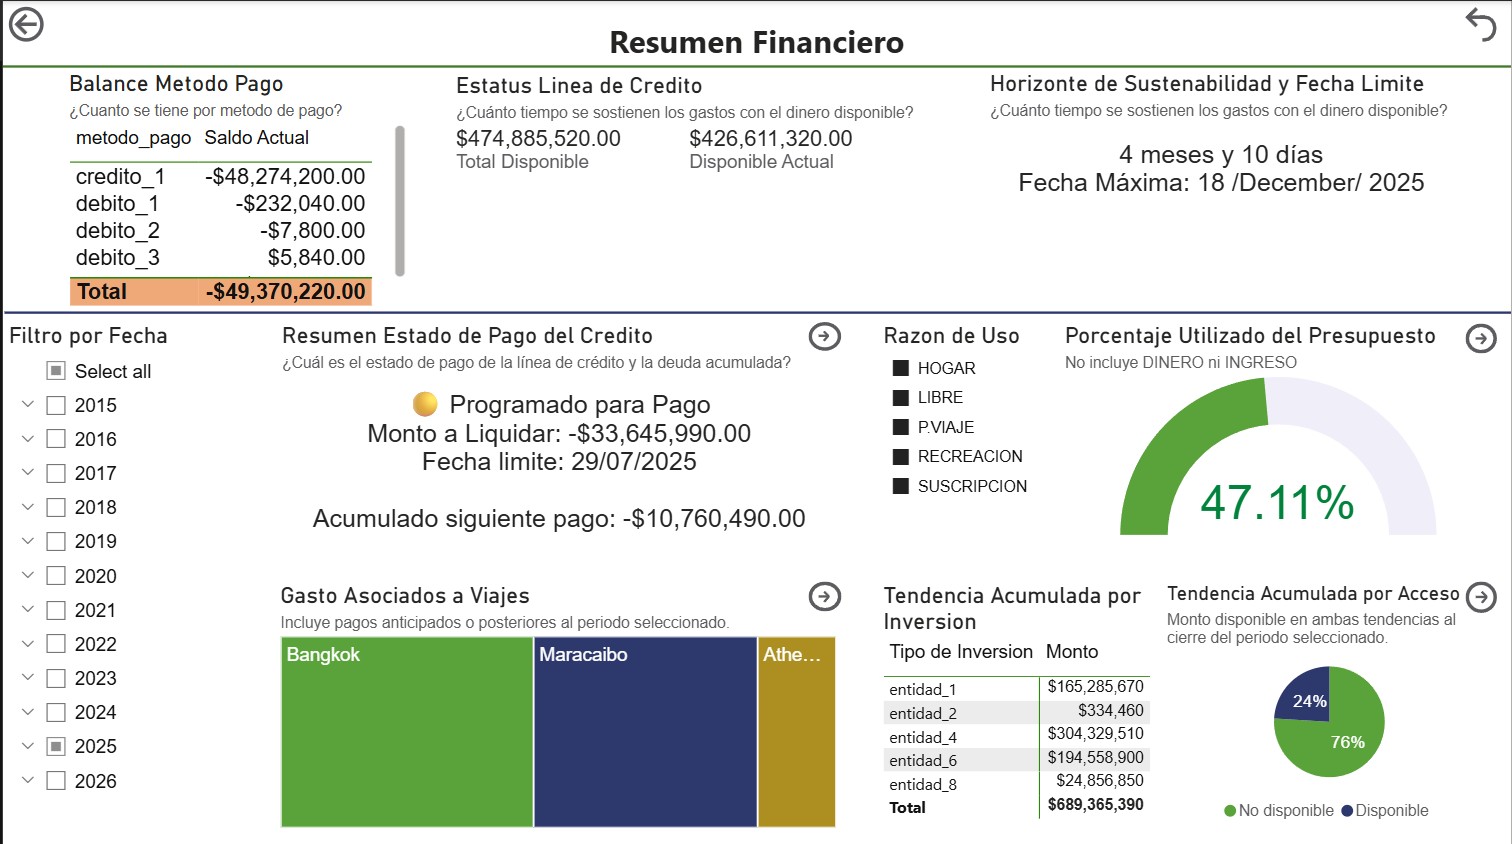 Resumen Financiero
Balance Metodo Pago
¿Cuanto se tiene por metodo de pago?
metodo_pago Saldo Actual
credito_1 -$48,274,200.00
debito_1 -$232,040.00
debito_2 -$7,800.00
debito_3 $5,840.00
Total -$49,370,220.00
Estatus Linea de Credito
¿Cuánto tiempo se sostienen los gastos con el dinero disponible?
$474,885,520.00 $426,611,320.00
Total Disponible Disponible Actual
Horizonte de Sustenabilidad y Fecha Limite
¿Cuánto tiempo se sostienen los gastos con el dinero disponible?
4 meses y 10 días
Fecha Máxima: 18 /December/ 2025
Filtro por Fecha
Select all
2015
2016
2017
2018
2019
2020
2021
2022
2023
2024
2025
2026
Resumen Estado de Pago del Credito
¿Cuál es el estado de pago de la línea de crédito y la deuda acumulada?
Programado para Pago
Monto a Liquidar: -$33,645,990.00
Fecha limite: 29/07/2025
Acumulado siguiente pago: -$10,760,490.00
Razon de Uso
HOGAR
LIBRE
P.VIAJE
RECREACION
SUSCRIPCION
Porcentaje Utilizado del Presupuesto
No incluye DINERO ni INGRESO
47.11%
Gasto Asociados a Viajes
Incluye pagos anticipados o posteriores al periodo seleccionado.
Bangkok Maracaibo Athe...
Tendencia Acumulada por
Inversion
Tipo de Inversion Monto
entidad_1 $165,285,670
entidad_2 $334,460
entidad_4 $304,329,510
entidad_6 $194,558,900
entidad_8 $24,856,850
Total $689,365,390
Tendencia Acumulada por Acceso
Monto disponible en ambas tendencias al
cierre del periodo seleccionado.
24%
76%
No disponible Disponible